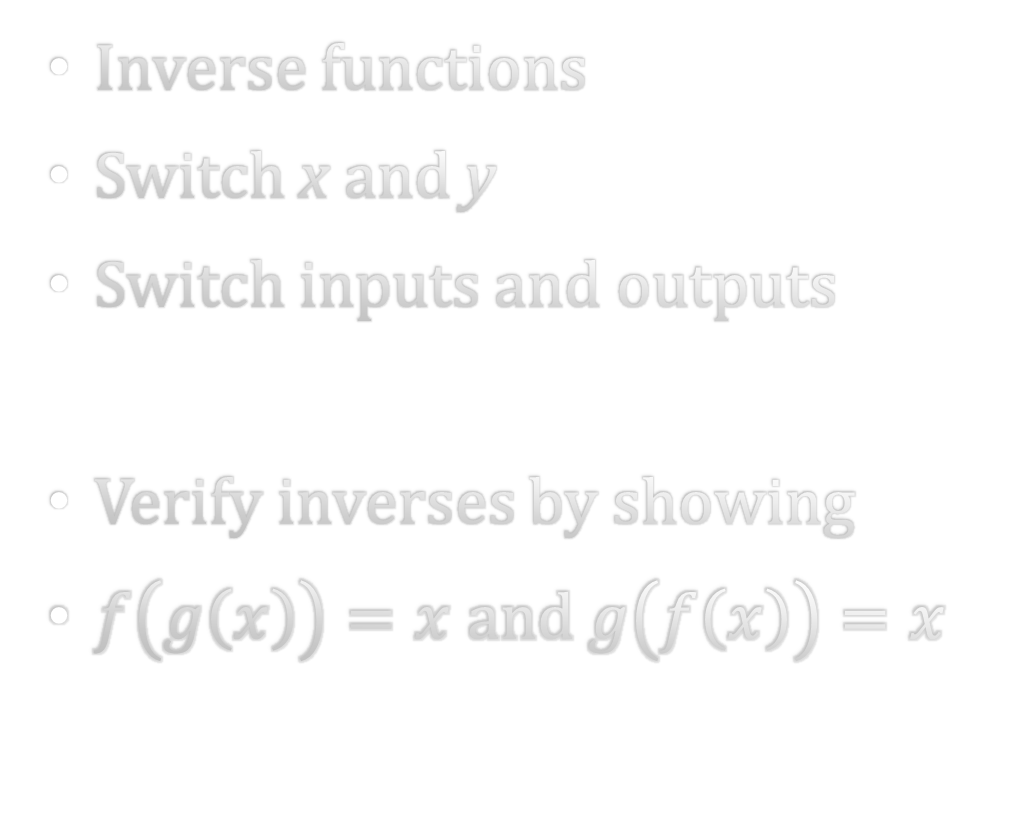 ◦ Inverse functions
◦ Switch x and y
◦ Switch inputs and outputs
◦ Verify inverses by showing
◦ f(g(x)) = x and g(f(x)) = x